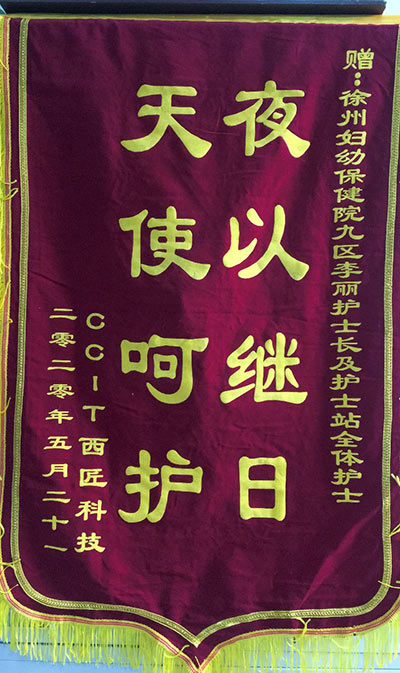 赠：徐州妇幼保健院九区李丽护士长及护士站全体护士
夜以继日
天使呵护
CCIT西匠科技
二零二零年五月二十一